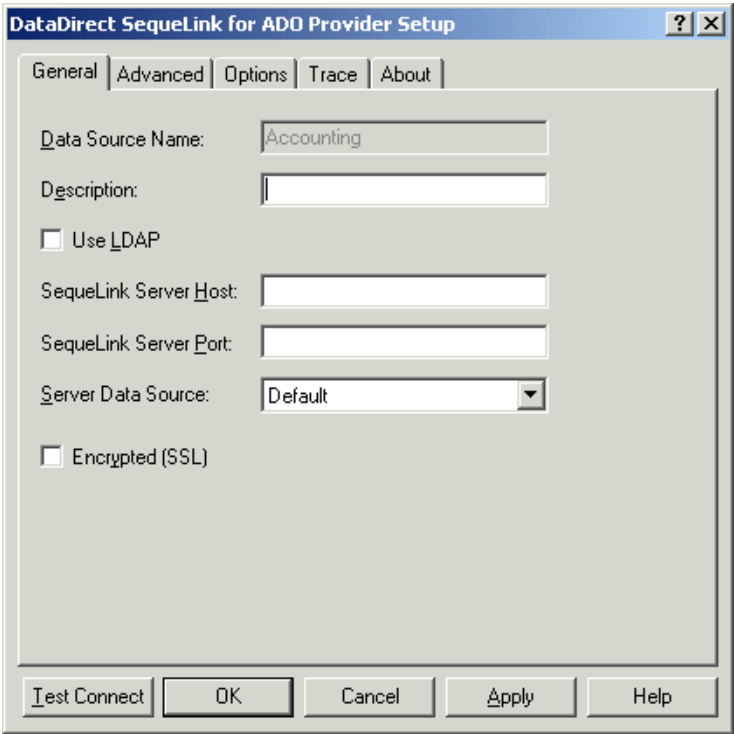 DataDirect SequeLink for ADO Provider Setup
General Advanced Options Trace About
Data Source Name: Accounting
Description:
Use LDAP
SequeLink Server Host:
SequeLink Server Port:
Server Data Source: Default
Encrypted (SSL)
Test Connect OK Cancel Apply Help